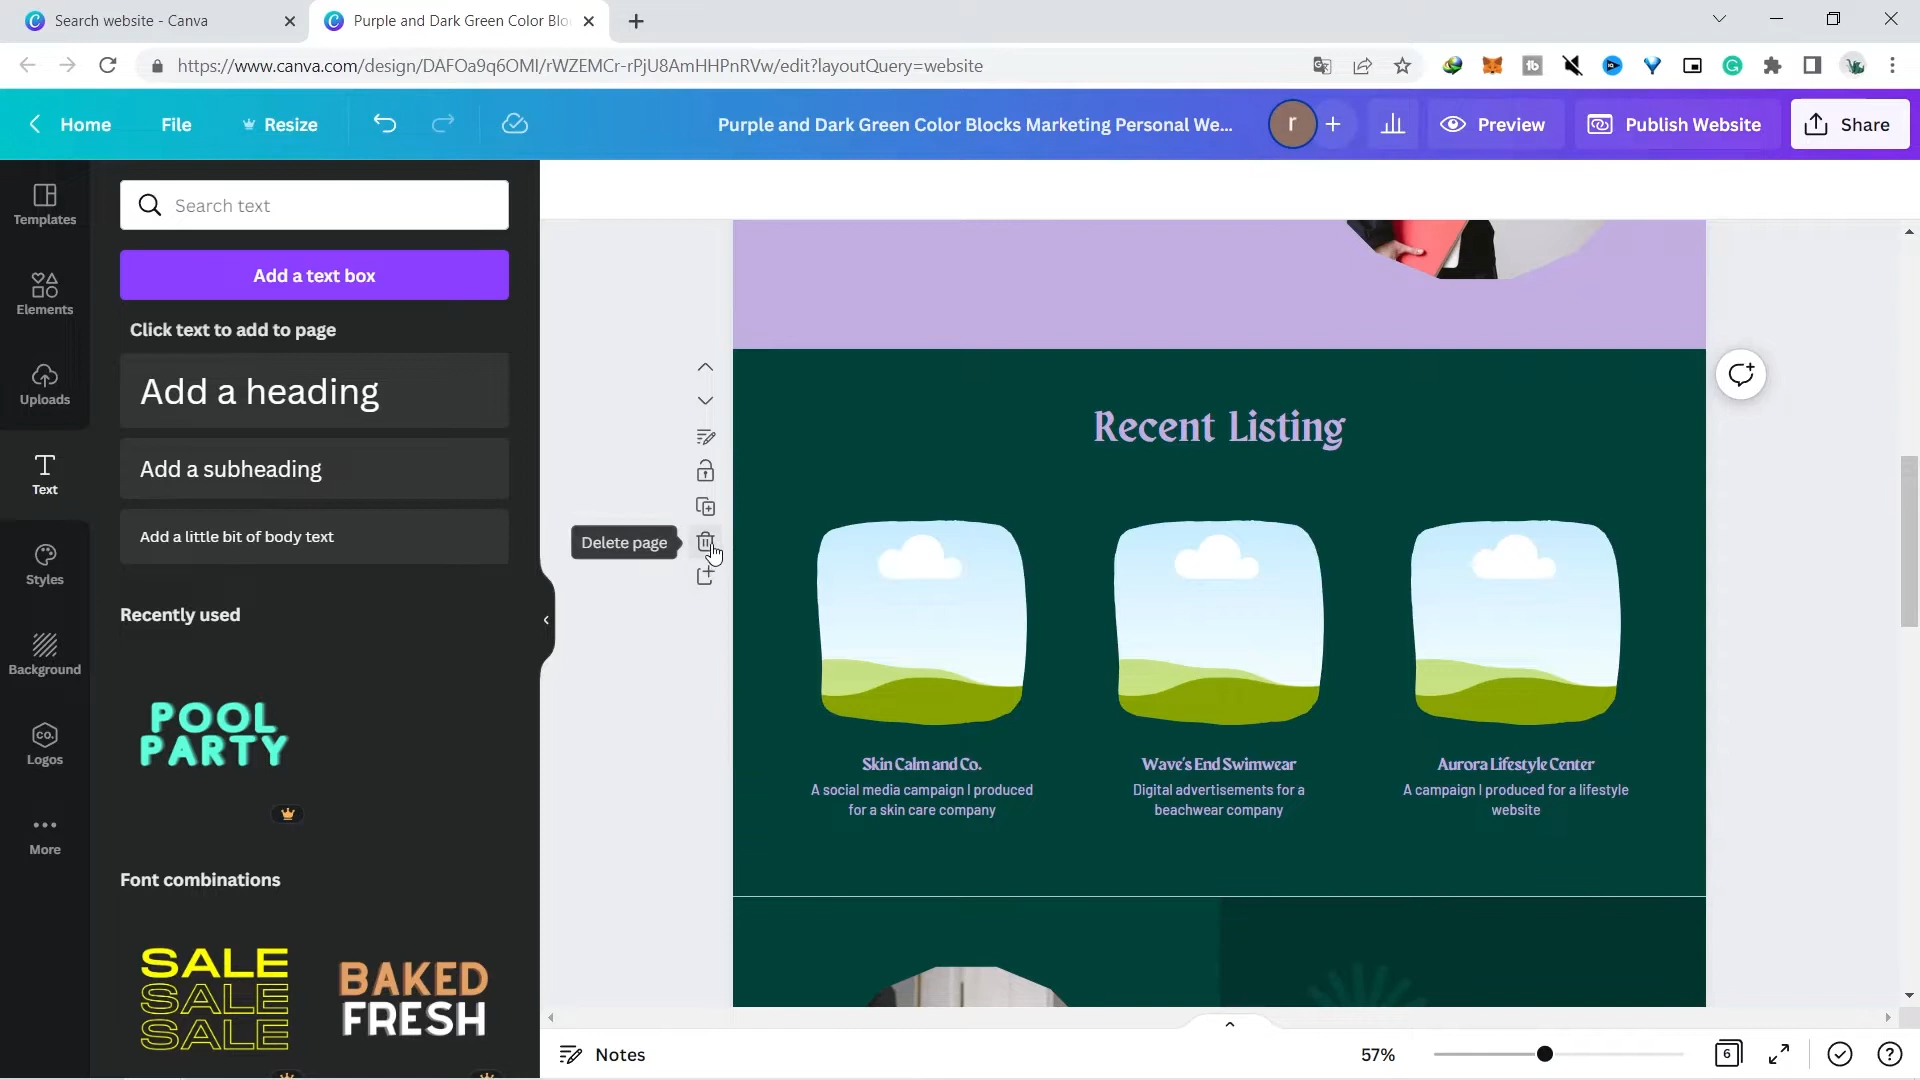 Search website - Canva
Purple and Dark Green Color Blo
https://www.canva.com/design/DAFOa9q6OMI/rWZEMCr-rPjU8AmHHPnRVw/edit?layoutQuery=website
Home
File
Resize
Purple and Dark Green Color Blocks Marketing Personal We...
r
Preview
Publish Website
Share
Templates
Elements
Uploads
Text
Styles
Background
CO.
Logos
More
Search text
Add a text box
Click text to add to page
Add a heading
Add a subheading
Add a little bit of body text
Recently used
POOL
PARTY
Font combinations
SALE
SALE
SALE
BAKED
FRESH
Delete page
Recent Listing
Skin Calm and Co.
A social media campaign I produced
for a skin care company
Wave's End Swimwear
Digital advertisements for a
beachwear company
Aurora Lifestyle Center
A campaign I produced for a lifestyle
website
Notes
57%
6